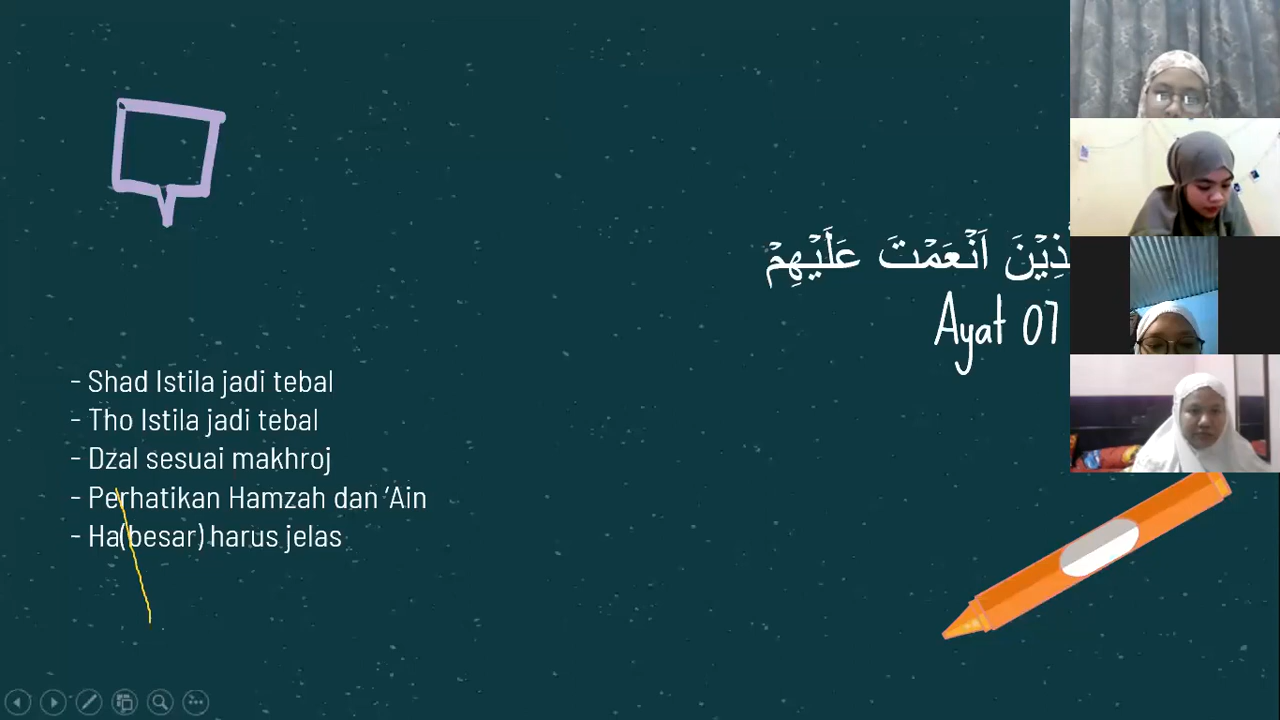 اَنْعَمْتَ عَلَيْهِمْ
Ayat 07
- Shad Istila jadi tebal
- Tho Istila jadi tebal
- Dzal sesuai makhroj
- Perhatikan Hamzah dan ‘Ain
- Ha(besar) harus jelas